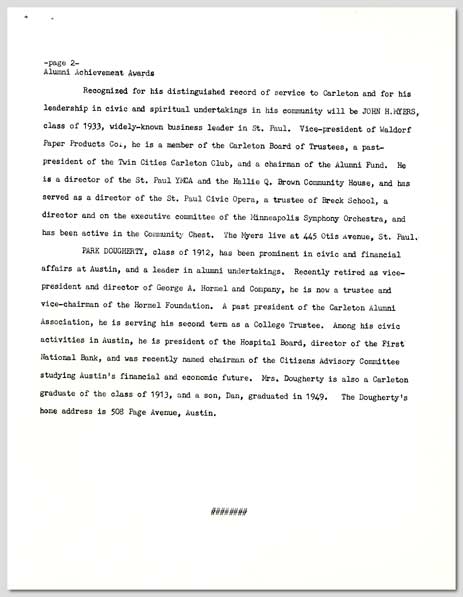 -page 2-
Alumni Achievement Awards
Recognized for his distinguished record of service to Carleton and for his
leadership in civic and spiritual undertakings in his community will be JOHN H.MYERS,
class of 1933, widely-known business leader in St. Paul.  Vice-president of Waldorf
Paper Products Co., he is a member of the Carleton Board of Trustees, a past-
president of the Twin Cities Carleton Club, and a chairman of the Alumni Fund.  He
is a director of the St. Paul YMCA and the Hallie Q. Brown Community House, and has
served as a director of the St. Paul Civic Opera, a trustee of Breck School, a
director and on the executive committee of the Minneapolis Symphony Orchestra, and
has been active in the Community Chest.  The Myers live at 445 Otis Avenue, St. Paul.
PARK DOUGHERTY, class of 1912, has been prominent in civic and financial
affairs at Austin, and a leader in alumni undertakings.  Recently retired as vice-
president and director of George A. Hormel and Company, he is now a trustee and
vice-chairman of the Hormel Foundation.  A past president of the Carleton Alumni
Association, he is serving his second term as a College Trustee.  Among his civic
activities in Austin, he is president of the Hospital Board, director of the First
National Bank, and was recently named chairman of the Citizens Advisory Committee
studying Austin's financial and economic future.  Mrs. Dougherty is also a Carleton
graduate of the class of 1913, and a son, Dan, graduated in 1949.  The Dougherty's
home address is 508 Page Avenue, Austin.
########